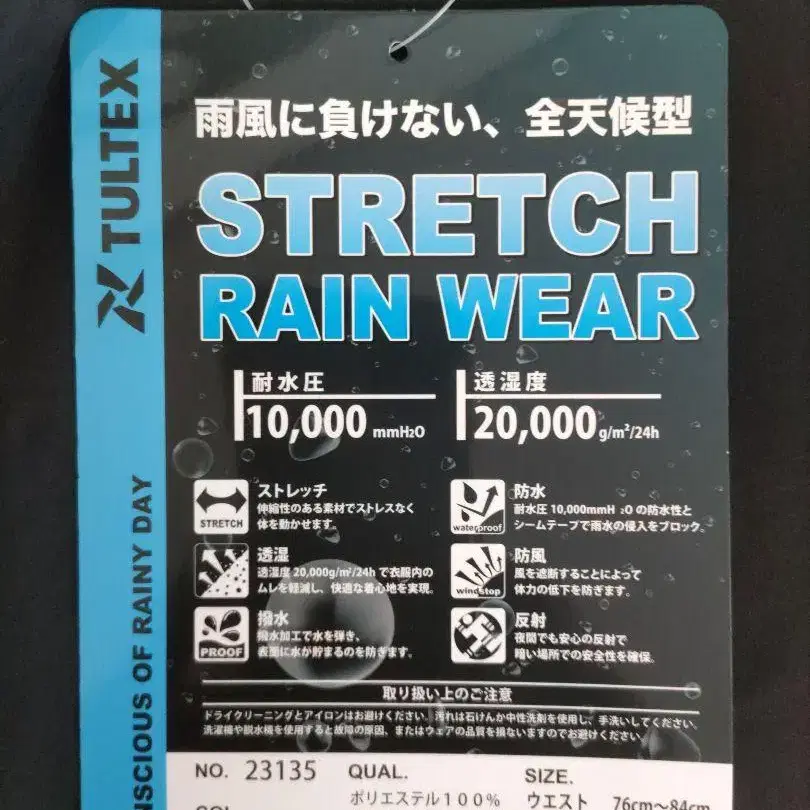 TULTEX
NSCIOUS OF RAINY DAY
雨風に負けない、全天候型
STRETCH
RAIN WEAR
耐水圧
10,000 mmH2O
透湿度
20,000 g/m²/24h
STRETCH
ストレッチ
伸縮性のある素材でストレスなく
体を動かせます。
waterproof
防水
耐水圧10,000mmH 2Oの防水性と
シームテープで雨水の侵入をブロック。
透湿
透湿度20,000g/m²/24hで衣服内の
ムレを軽減し、快適な着心地を実現。
windstop
防風
風を遮断することによって
体力の低下を防ぎます。
PROOF
撥水
撥水加工で水を弾き、
表面に水が貯まるのを防ぎます。
反射
夜間でも安心の反射で
暗い場所での安全性を確保。
取り扱い上のご注意
ドライクリーニングとアイロンはお避けください。汚れは石けんか中性洗剤を使用し、手洗いしてください。
洗濯機や脱水機を使用すると故障の原因、またはウェアの品質を損ないますのでお避けください。
NO. 23135
QUAL.
ポリエステル100%
SIZE.
ウエスト 76cm〜84cm